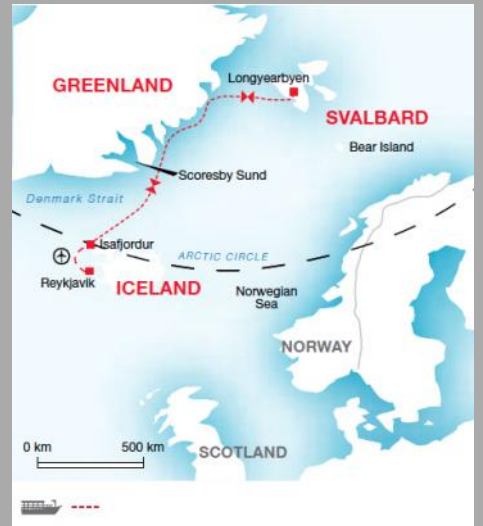 GREENLAND
Longyearbyen
SVALBARD
Bear Island
Scoresby Sund
Denmark Strait
Isafjordur
ARCTIC CIRCLE
Reykjavik
ICELAND
Norwegian
Sea
NORWAY
SCOTLAND
0 km 500 km